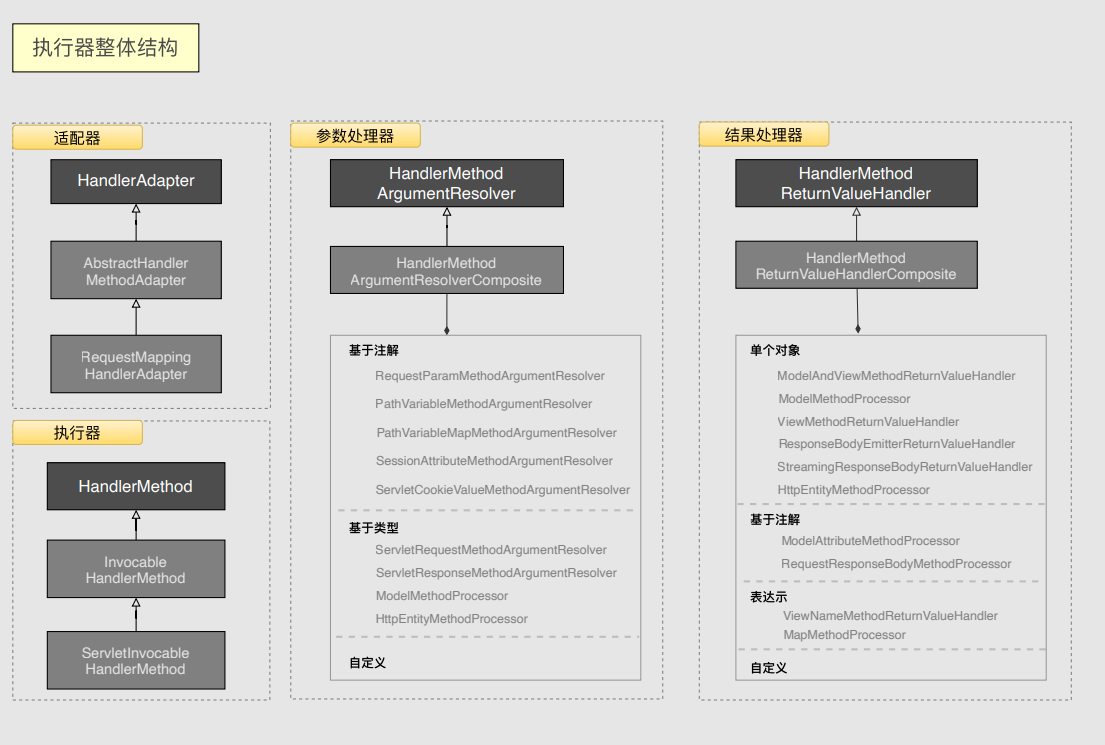 执行器整体结构
适配器
HandlerAdapter
AbstractHandler
MethodAdapter
RequestMapping
HandlerAdapter
执行器
HandlerMethod
Invocable
HandlerMethod
ServletInvocable
HandlerMethod
参数处理器
HandlerMethod
ArgumentResolver
HandlerMethod
ArgumentResolverComposite
基于注解
RequestParamMethodArgumentResolver
PathVariableMethodArgumentResolver
PathVariableMapMethodArgumentResolver
SessionAttributeMethodArgumentResolver
ServletCookieValueMethodArgumentResolver
基于类型
ServletRequestMethodArgumentResolver
ServletResponseMethodArgumentResolver
ModelMethodProcessor
HttpEntityMethodProcessor
自定义
结果处理器
HandlerMethod
ReturnValueHandler
HandlerMethod
ReturnValueHandlerComposite
单个对象
ModelAndViewMethodReturnValueHandler
ModelMethodProcessor
ViewMethodReturnValueHandler
ResponseBodyEmitterReturnValueHandler
StreamingResponseBodyReturnValueHandler
HttpEntityMethodProcessor
基于注解
ModelAttributeMethodProcessor
RequestResponseBodyMethodProcessor
表达示
ViewNameMethodReturnValueHandler
MapMethodProcessor
自定义